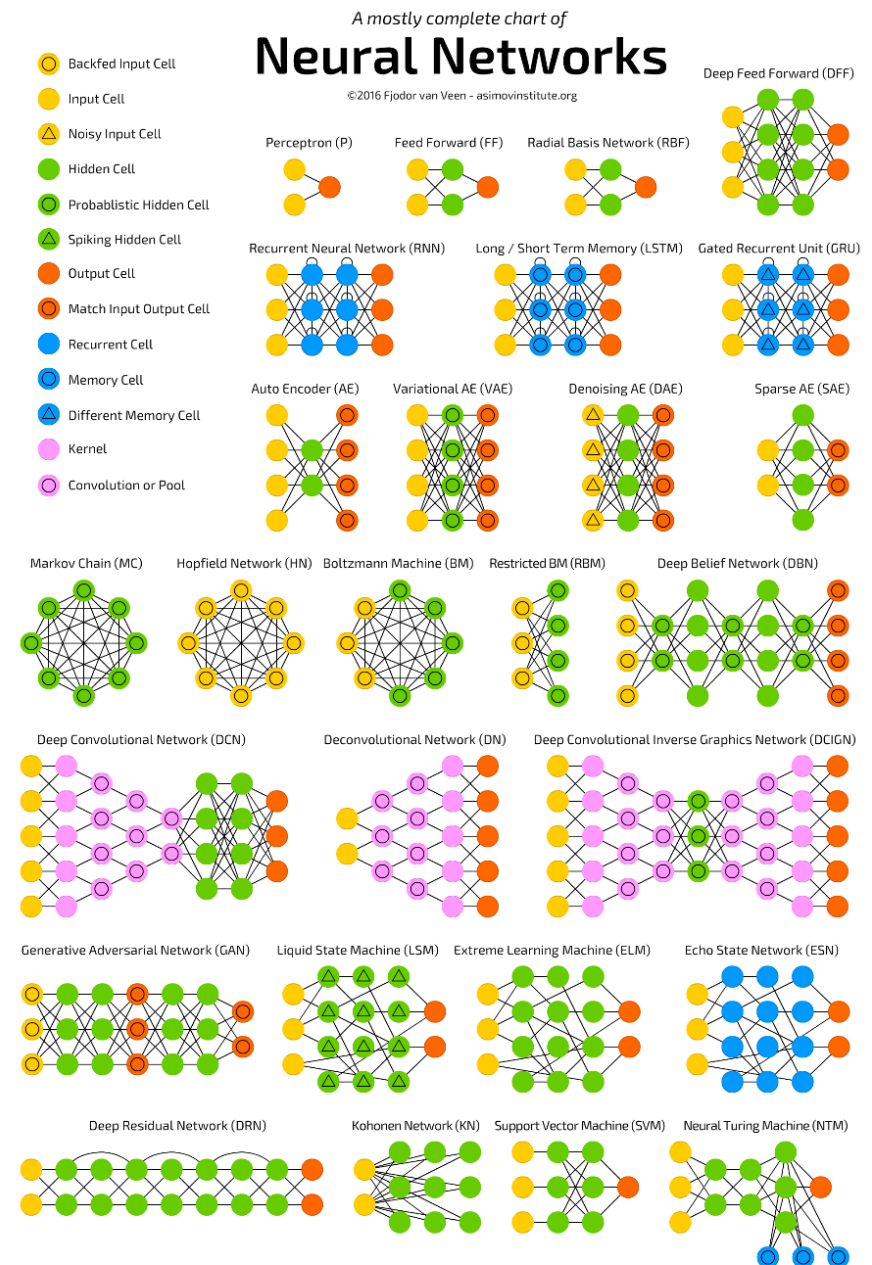 A mostly complete chart of
Neural Networks
©2016 Fjodor van Veen - asimovinstitute.org
Backfed Input Cell
Input Cell
Noisy Input Cell
Hidden Cell
Probablistic Hidden Cell
Spiking Hidden Cell
Output Cell
Match Input Output Cell
Recurrent Cell
Memory Cell
Different Memory Cell
Kernel
Convolution or Pool
Deep Feed Forward (DFF)
Perceptron (P)
Feed Forward (FF)
Radial Basis Network (RBF)
Recurrent Neural Network (RNN)
Long / Short Term Memory (LSTM)
Gated Recurrent Unit (GRU)
Auto Encoder (AE)
Variational AE (VAE)
Denoising AE (DAE)
Sparse AE (SAE)
Markov Chain (MC)
Hopfield Network (HN)
Boltzmann Machine (BM)
Restricted BM (RBM)
Deep Belief Network (DBN)
Deep Convolutional Network (DCN)
Deconvolutional Network (DN)
Deep Convolutional Inverse Graphics Network (DCIGN)
Generative Adversarial Network (GAN)
Liquid State Machine (LSM)
Extreme Learning Machine (ELM)
Echo State Network (ESN)
Deep Residual Network (DRN)
Kohonen Network (KN)
Support Vector Machine (SVM)
Neural Turing Machine (NTM)